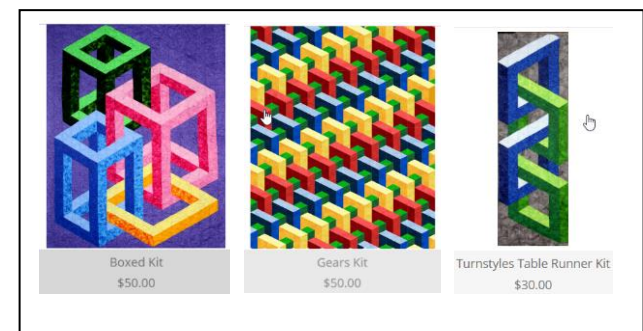 Boxed Kit
$50.00
Gears Kit
$50.00
Turnstyles Table Runner Kit
$30.00